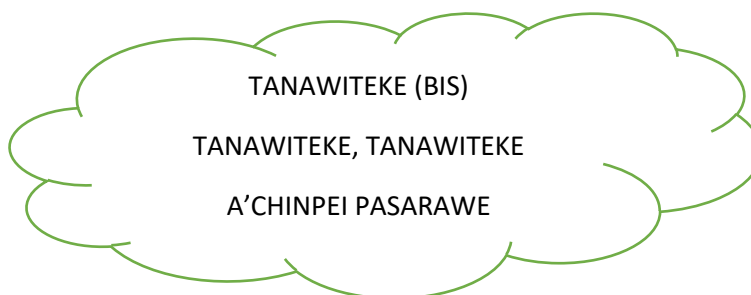 TANAWITEKE (BIS)
TANAWITEKE, TANAWITEKE
A’CHINPEI PASARAWE